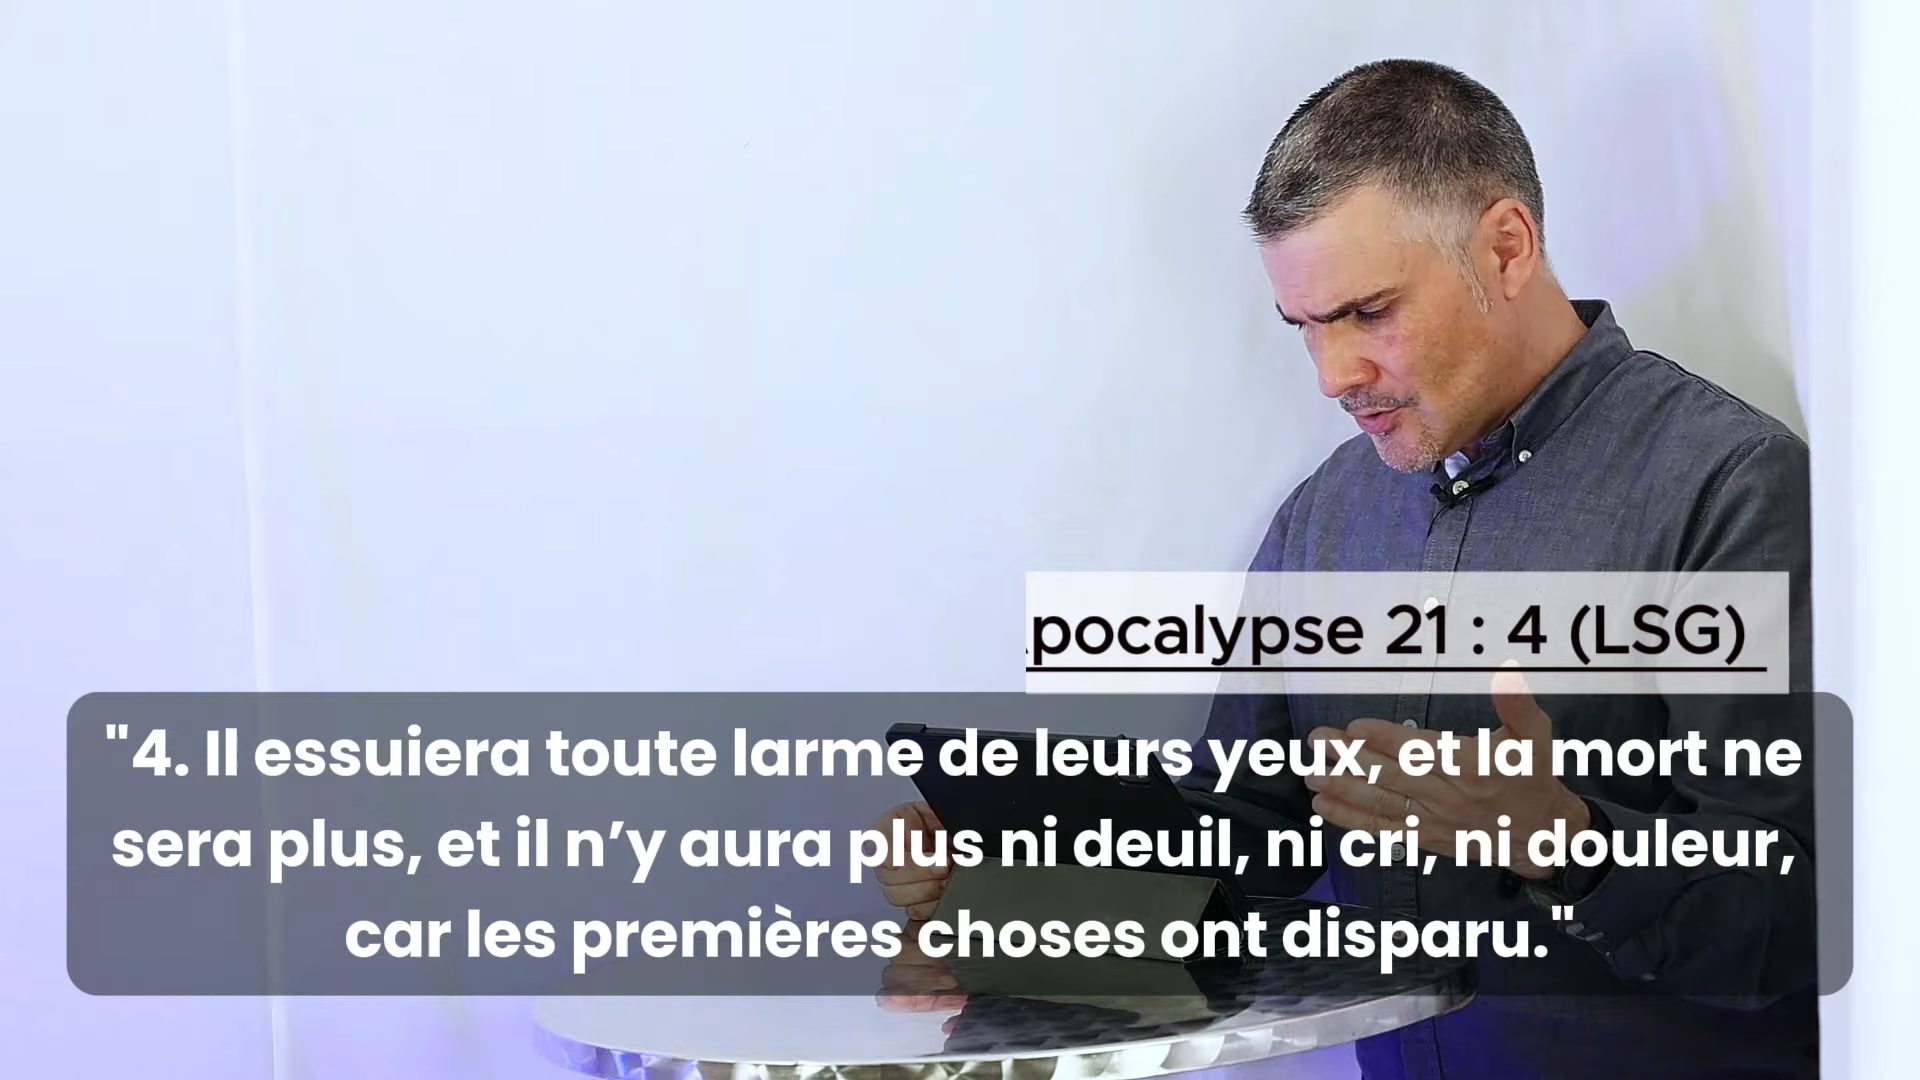 pocalypse 21 : 4 (LSG)
"4. Il essuiera toute larme de leurs yeux, et la mort ne
sera plus, et il n’y aura plus ni deuil, ni cri, ni douleur,
car les premières choses ont disparu."